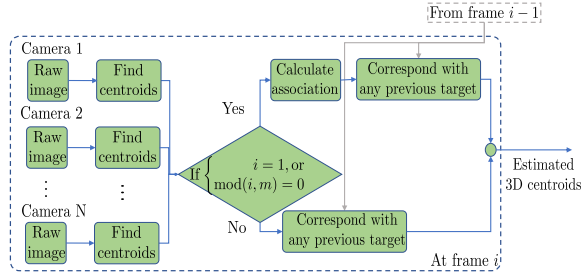 From frame i − 1
Camera 1
Raw
image
Find
centroids
Calculate
association
Correspond with
any previous target
Camera 2
Yes
Raw
image
Find
centroids
If { i = 1, or
mod(i, m) = 0
Estimated
3D centroids
⋮
⋮
Camera N
No
Raw
image
Find
centroids
Correspond with
any previous target
At frame i